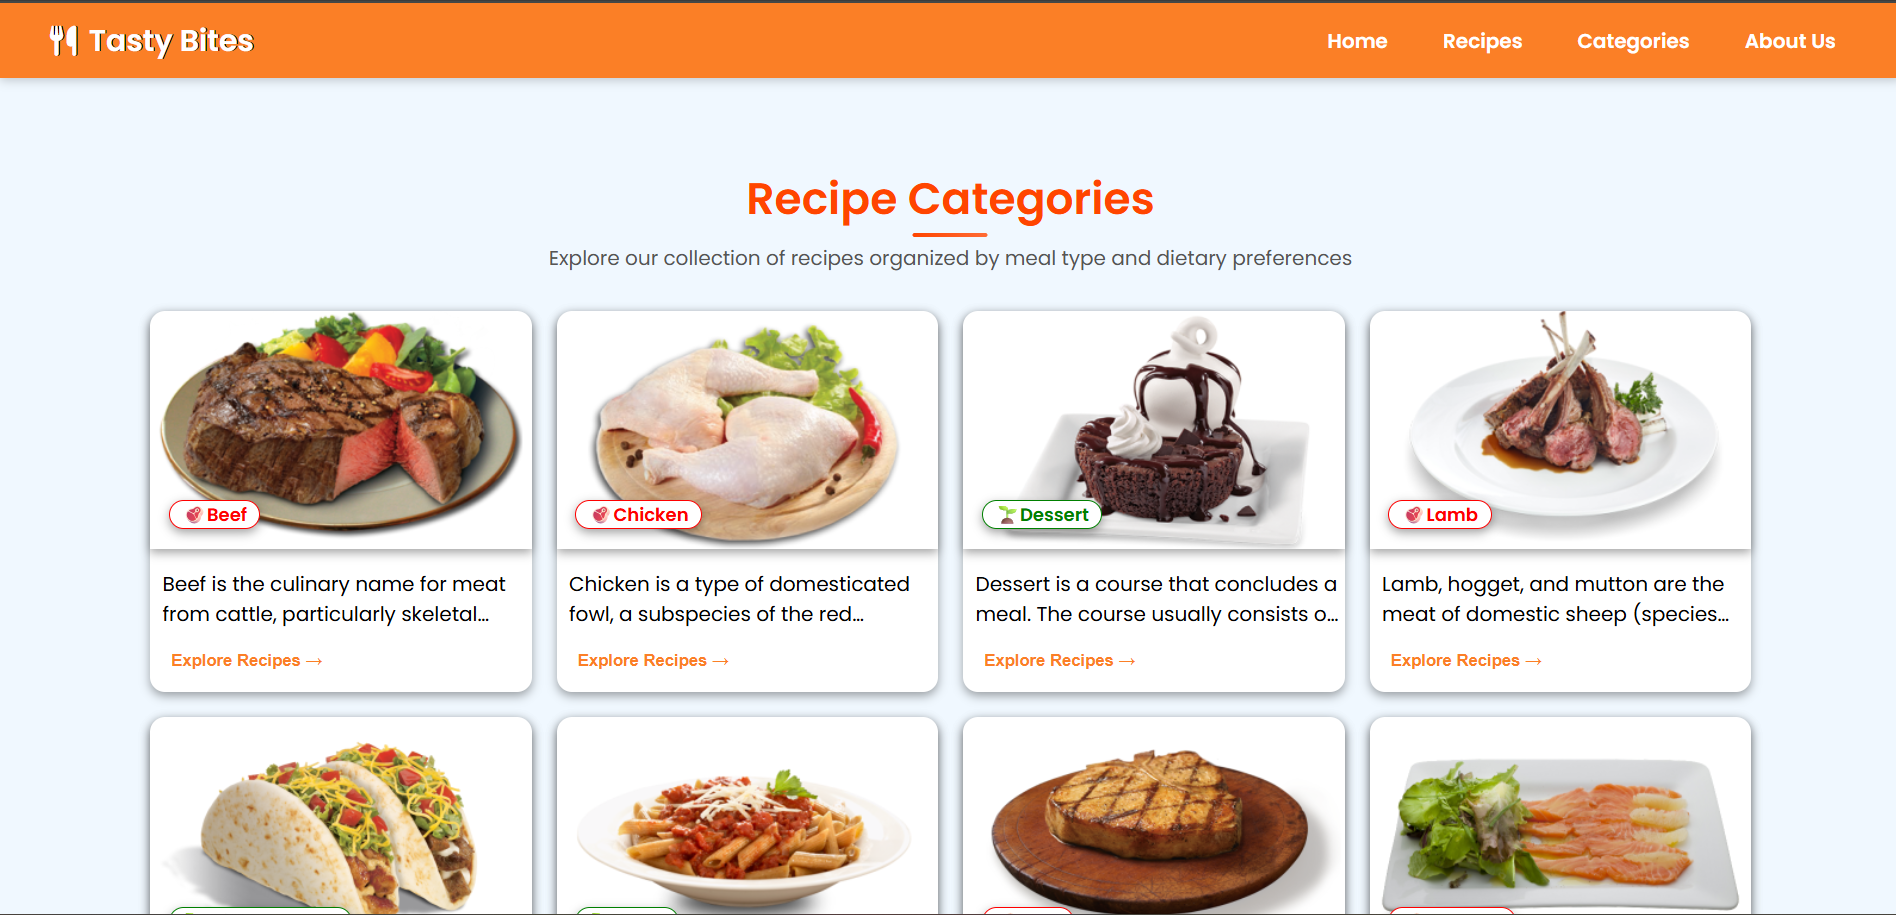 Tasty Bites
Home Recipes Categories About Us
Recipe Categories
Explore our collection of recipes organized by meal type and dietary preferences
Beef
Chicken
Dessert
Lamb
Beef is the culinary name for meat
from cattle, particularly skeletal...
Explore Recipes →
Chicken is a type of domesticated
fowl, a subspecies of the red...
Explore Recipes →
Dessert is a course that concludes a
meal. The course usually consists o...
Explore Recipes →
Lamb, hogget, and mutton are the
meat of domestic sheep (species...
Explore Recipes →